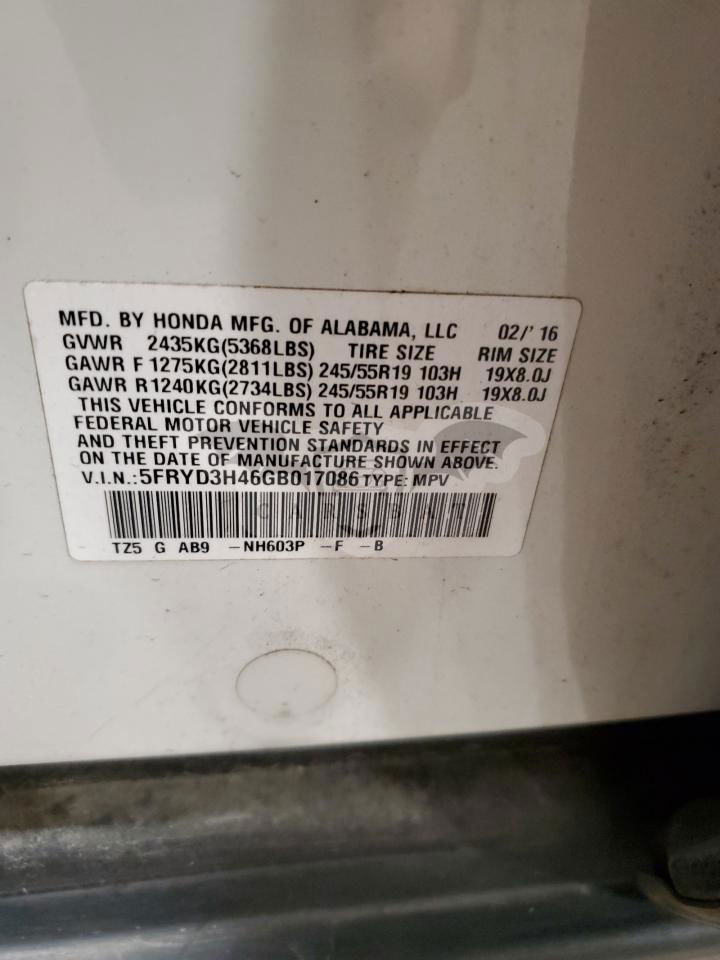 MFD. BY HONDA MFG. OF ALABAMA, LLC 02/' 16
GVWR 2435KG(5368LBS) TIRE SIZE RIM SIZE
GAWR F 1275KG(2811LBS) 245/55R19 103H 19X8.0J
GAWR R1240KG(2734LBS) 245/55R19 103H 19X8.0J
THIS VEHICLE CONFORMS TO ALL APPLICABLE
FEDERAL MOTOR VEHICLE SAFETY
AND THEFT PREVENTION STANDARDS IN EFFECT
ON THE DATE OF MANUFACTURE SHOWN ABOVE.
V.I.N.:5FRYD3H46GB017086 TYPE: MPV
TZ5 G AB9 -NH603P -F -B